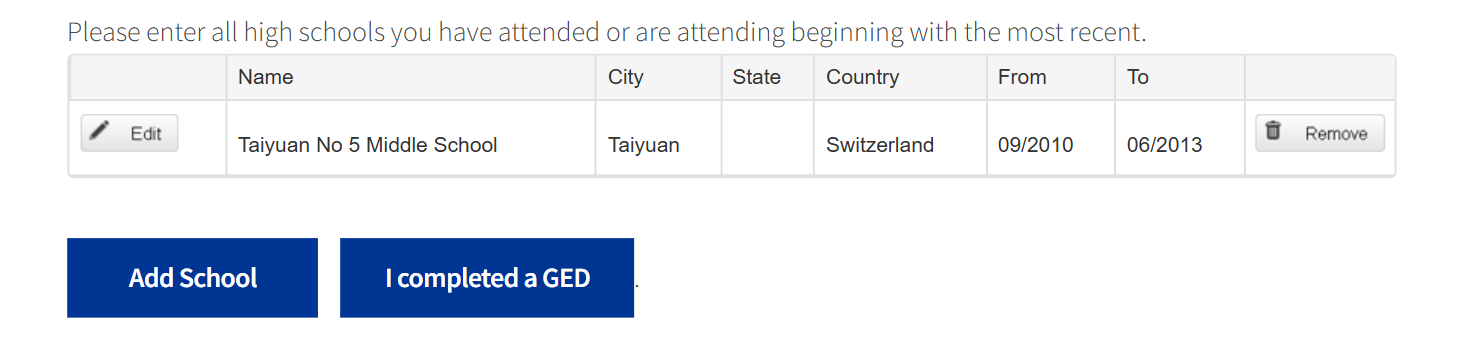 Please enter all high schools you have attended or are attending beginning with the most recent.
Name City State Country From To
Edit Taiyuan No 5 Middle School Taiyuan Switzerland 09/2010 06/2013 Remove
Add School I completed a GED .